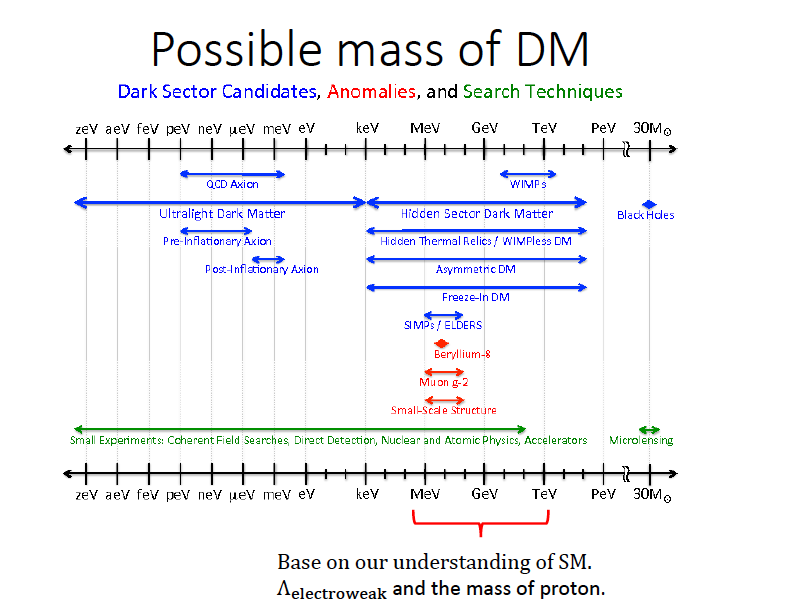 Possible mass of DM
Dark Sector Candidates, Anomalies, and Search Techniques
zeV aeV feV peV neV μeV meV eV keV MeV GeV TeV PeV 30M☉
QCD Axion WIMPs
Ultralight Dark Matter Hidden Sector Dark Matter Black Holes
Pre-Inflationary Axion Hidden Thermal Relics / WIMPless DM
Post-Inflationary Axion Asymmetric DM
Freeze-In DM
SIMPs / ELDERS
Beryllium-8
Muon g-2
Small-Scale Structure
Small Experiments: Coherent Field Searches, Direct Detection, Nuclear and Atomic Physics, Accelerators Microlensing
zeV aeV feV peV neV μeV meV eV keV MeV GeV TeV PeV 30M☉
Base on our understanding of SM.
Λelectroweak and the mass of proton.